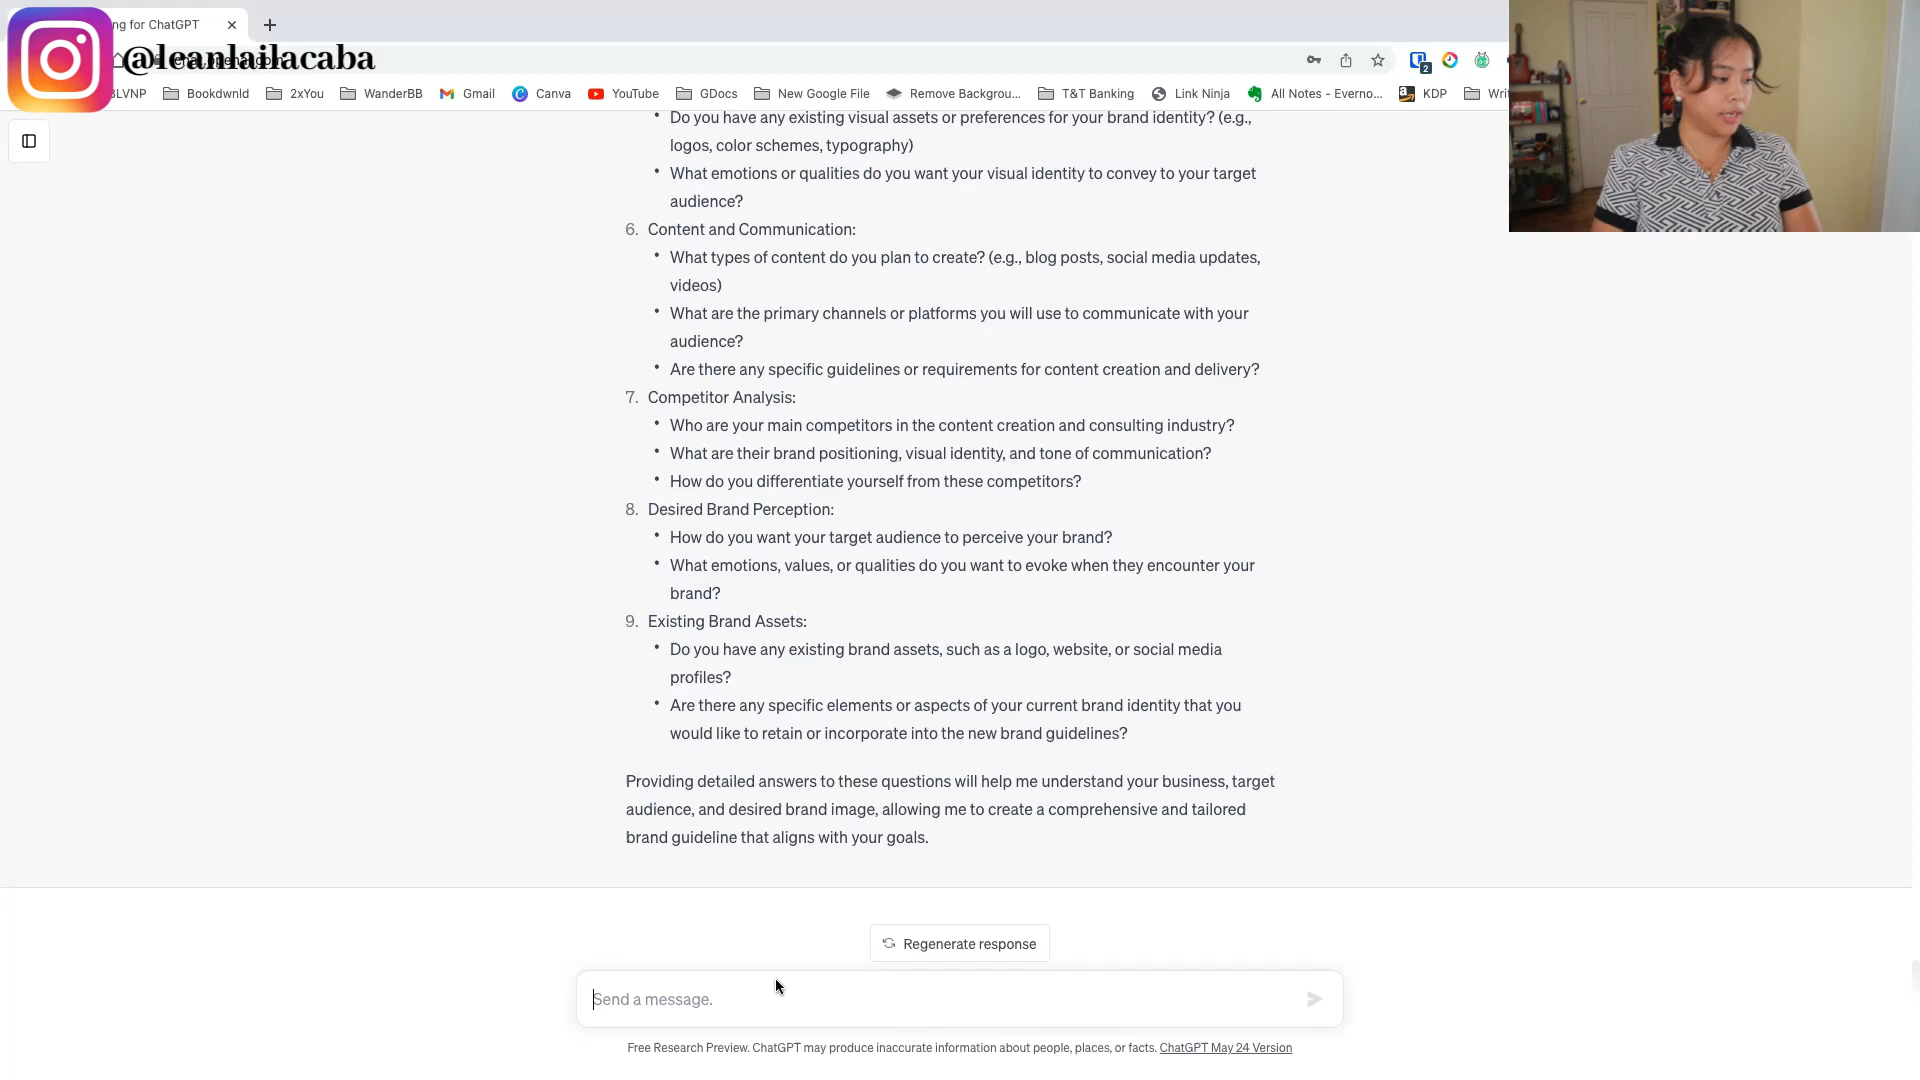 ng for ChatGPT
@leanlailacaba
BLVNP
Bookdwnld
2xYou
WanderBB
Gmail
Canva
YouTube
GDocs
New Google File
Remove Backgrou...
T&T Banking
Link Ninja
All Notes - Everno...
KDP
Writ
2
• Do you have any existing visual assets or preferences for your brand identity? (e.g.,
logos, color schemes, typography)
• What emotions or qualities do you want your visual identity to convey to your target
audience?
6. Content and Communication:
• What types of content do you plan to create? (e.g., blog posts, social media updates,
videos)
• What are the primary channels or platforms you will use to communicate with your
audience?
• Are there any specific guidelines or requirements for content creation and delivery?
7. Competitor Analysis:
• Who are your main competitors in the content creation and consulting industry?
• What are their brand positioning, visual identity, and tone of communication?
• How do you differentiate yourself from these competitors?
8. Desired Brand Perception:
• How do you want your target audience to perceive your brand?
• What emotions, values, or qualities do you want to evoke when they encounter your
brand?
9. Existing Brand Assets:
• Do you have any existing brand assets, such as a logo, website, or social media
profiles?
• Are there any specific elements or aspects of your current brand identity that you
would like to retain or incorporate into the new brand guidelines?
Providing detailed answers to these questions will help me understand your business, target
audience, and desired brand image, allowing me to create a comprehensive and tailored
brand guideline that aligns with your goals.
Regenerate response
Send a message.
Free Research Preview. ChatGPT may produce inaccurate information about people, places, or facts. ChatGPT May 24 Version